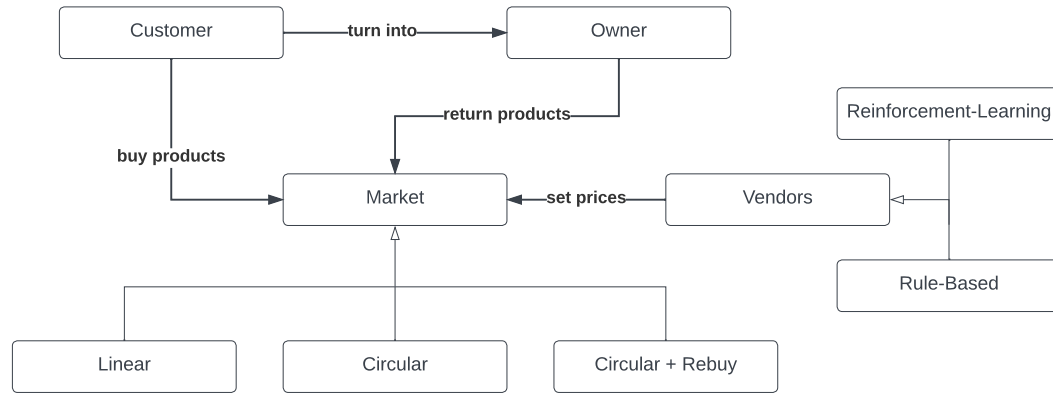 Customer
turn into
Owner
return products
Reinforcement-Learning
buy products
Market
set prices
Vendors
Rule-Based
Linear
Circular
Circular + Rebuy